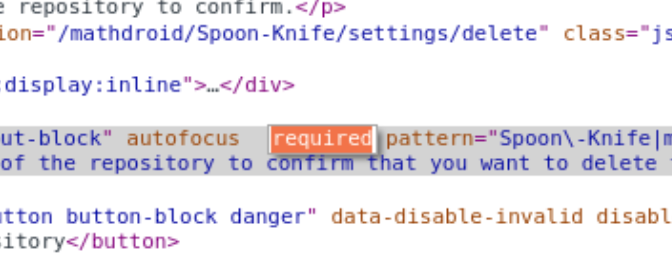 e repository to confirm.</p>
ion="/mathdroid/Spoon-Knife/settings/delete" class="js
:display:inline">…</div>
ut-block" autofocus required pattern="Spoon\-Knife|m
of the repository to confirm that you want to delete
utton button-block danger" data-disable-invalid disabl
sitory</button>